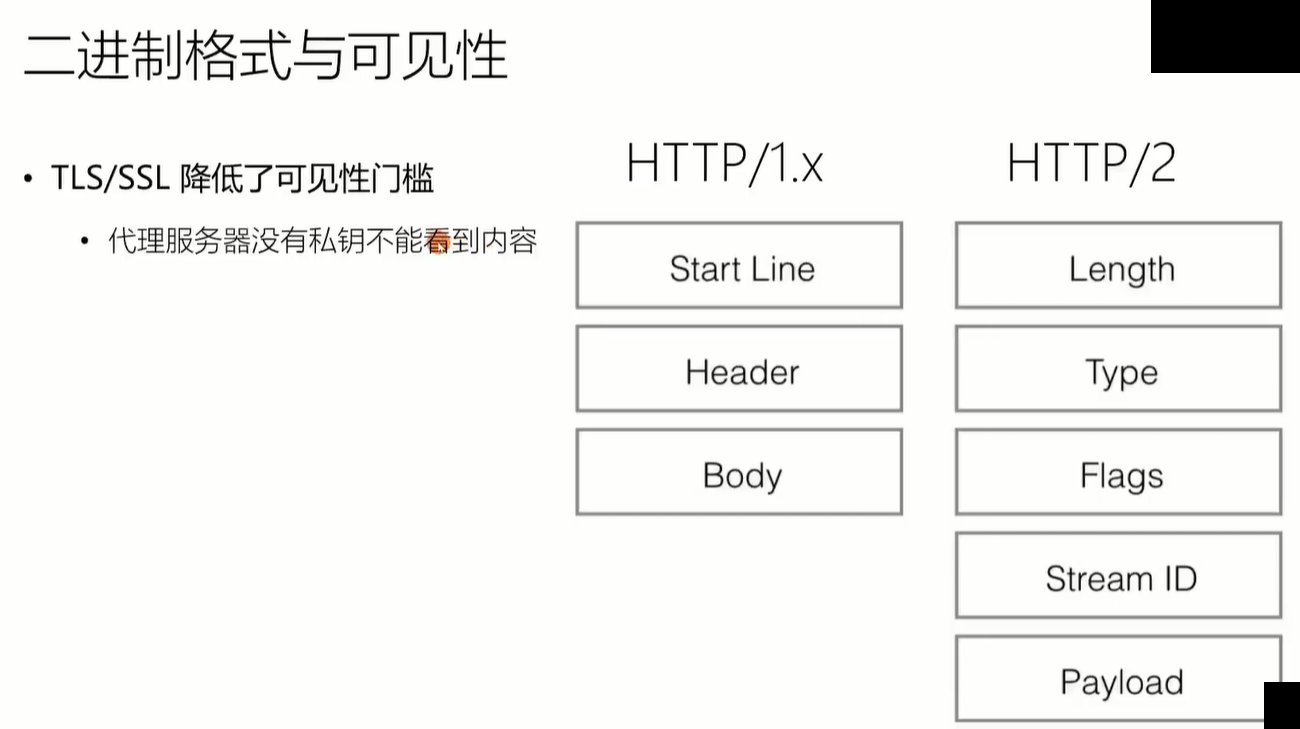 二进制格式与可见性
• TLS/SSL 降低了可见性门槛
• 代理服务器没有私钥不能看到内容
HTTP/1.x
Start Line
Header
Body
HTTP/2
Length
Type
Flags
Stream ID
Payload